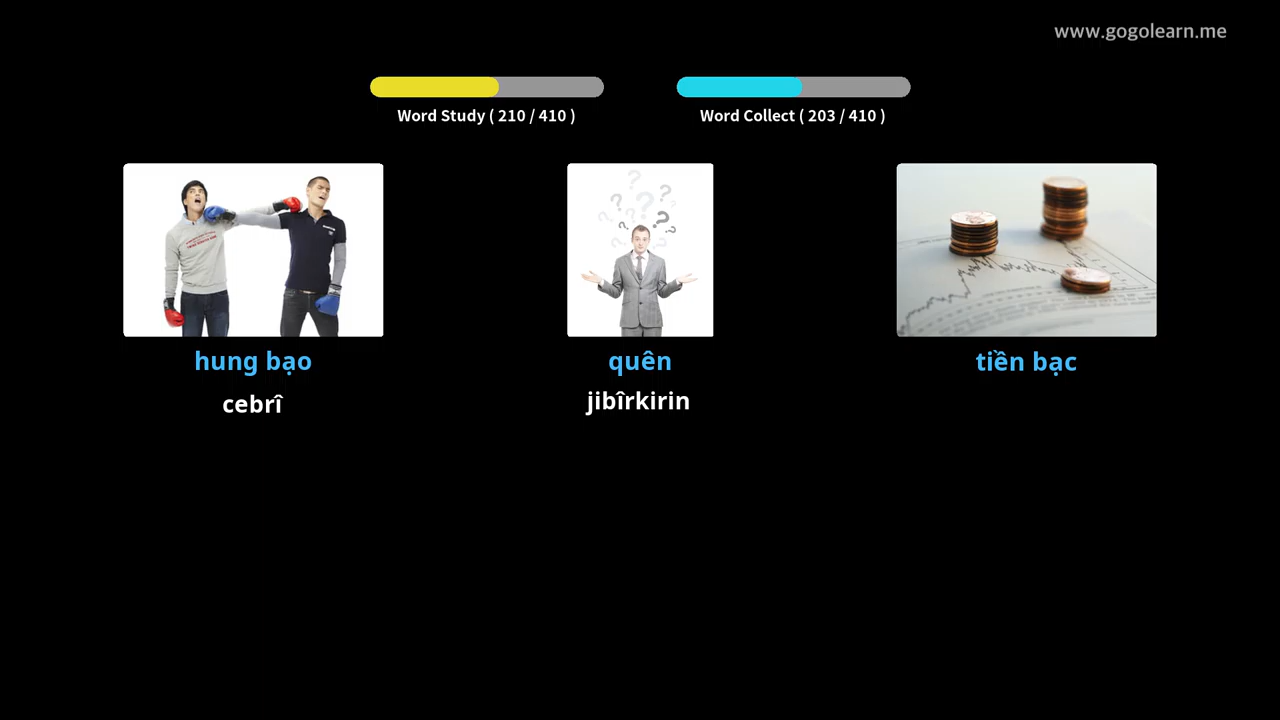 www.gogolearn.me
Word Study ( 210 / 410 )
Word Collect ( 203 / 410 )
hung bạo
cebrî
quên
jibîrkirin
tiền bạc